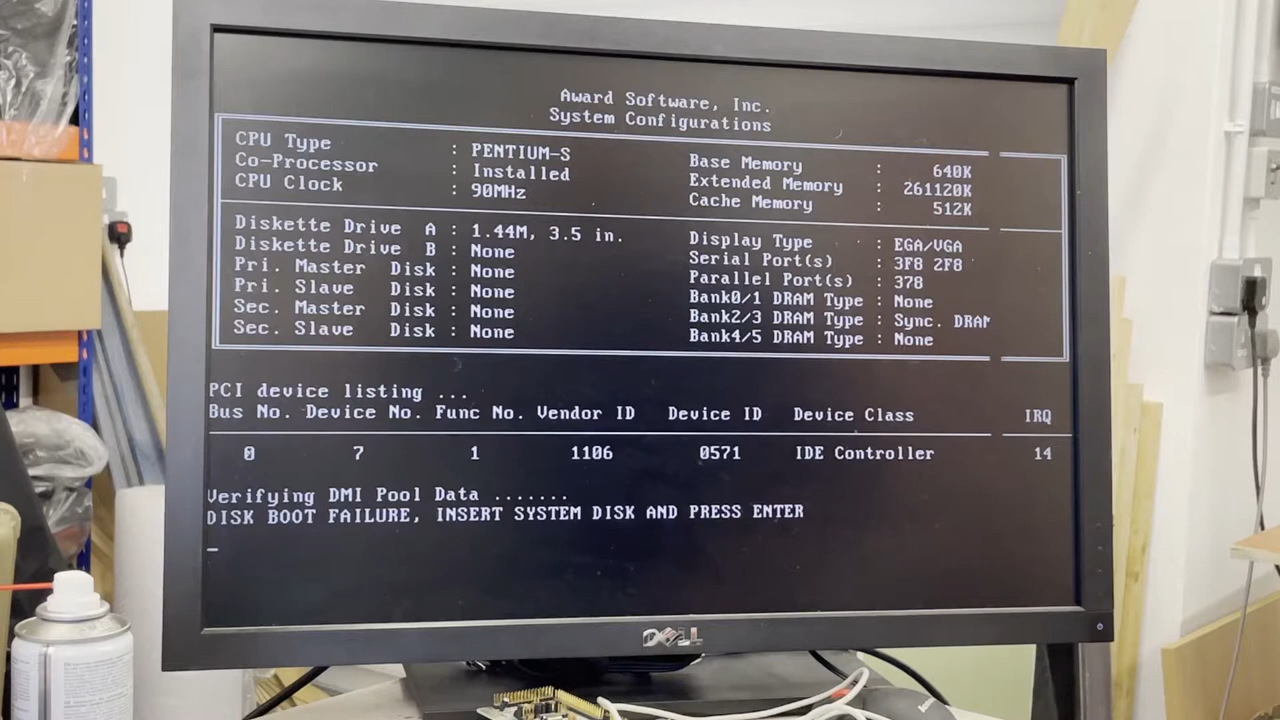 Award Software, Inc.
System Configurations
CPU Type : PENTIUM-S Base Memory : 640K
Co-Processor : Installed Extended Memory : 261120K
CPU Clock : 90MHz Cache Memory : 512K
Diskette Drive A : 1.44M, 3.5 in. Display Type : EGA/VGA
Diskette Drive B : None Serial Port(s) : 3F8 2F8
Pri. Master Disk : None Parallel Port(s) : 378
Pri. Slave Disk : None Bank0/1 DRAM Type : None
Sec. Master Disk : None Bank2/3 DRAM Type : Sync. DRAM
Sec. Slave Disk : None Bank4/5 DRAM Type : None
PCI device listing ...
Bus No. Device No. Func No. Vendor ID Device ID Device Class IRQ
0 7 1 1106 0571 IDE Controller 14
Verifying DMI Pool Data .......
DISK BOOT FAILURE, INSERT SYSTEM DISK AND PRESS ENTER
_
DELL